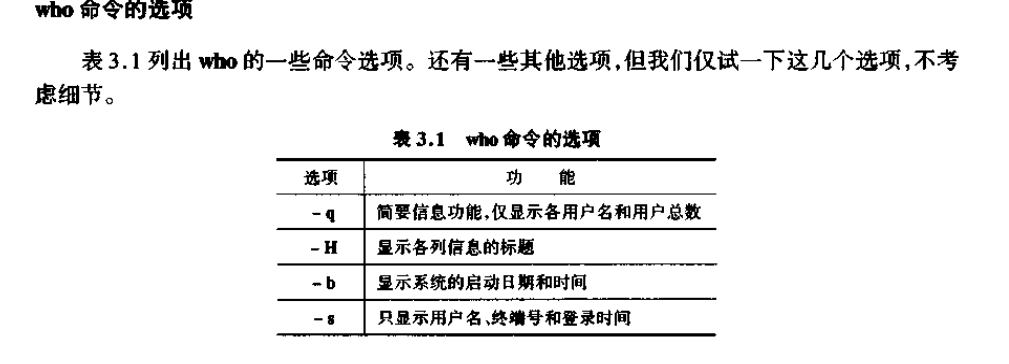 who 命令的选项
表 3.1 列出 who 的一些命令选项。还有一些其他选项,但我们仅试一下这几个选项,不考
虑细节。
表 3.1 who 命令的选项
选项 功 能
-q 简要信息功能,仅显示各用户名和用户总数
-H 显示各列信息的标题
-b 显示系统的启动日期和时间
-s 只显示用户名、终端号和登录时间